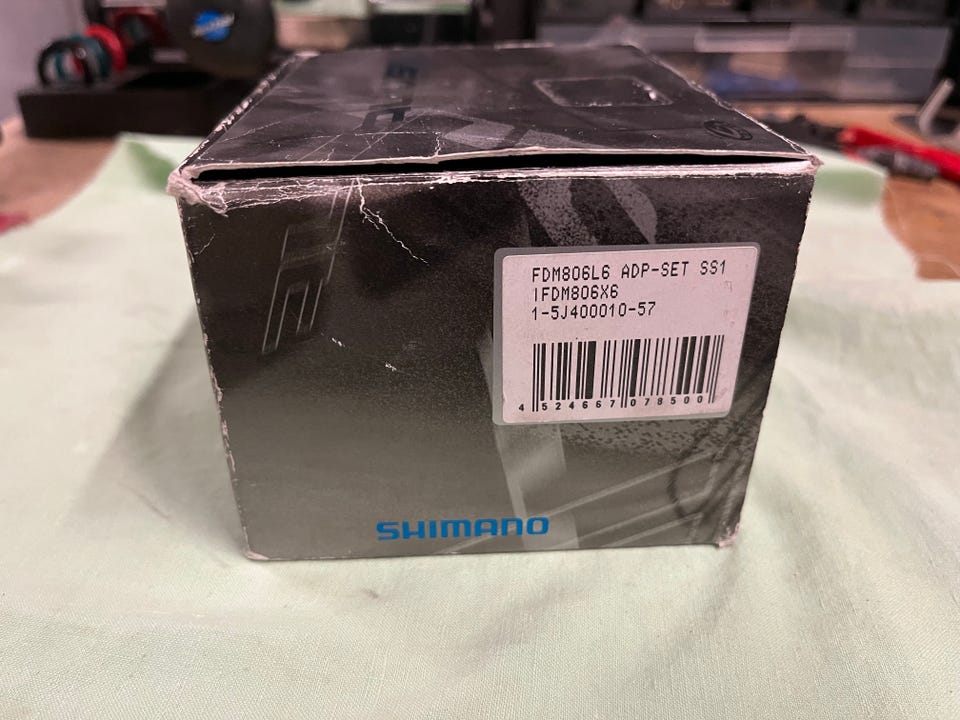 FDM806L6 ADP-SET SS1
IFDM806X6
1-5J400010-57
4 524667 078500
SHIMANO